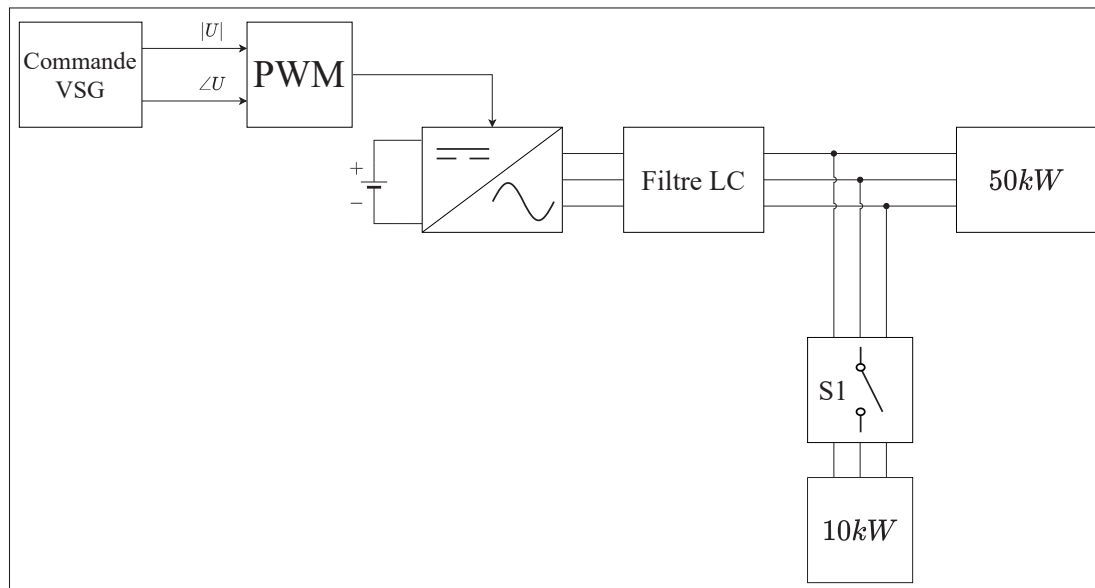 Commande
VSG
|U|
∠U
PWM
+
−
Filtre LC
50kW
S1
10kW